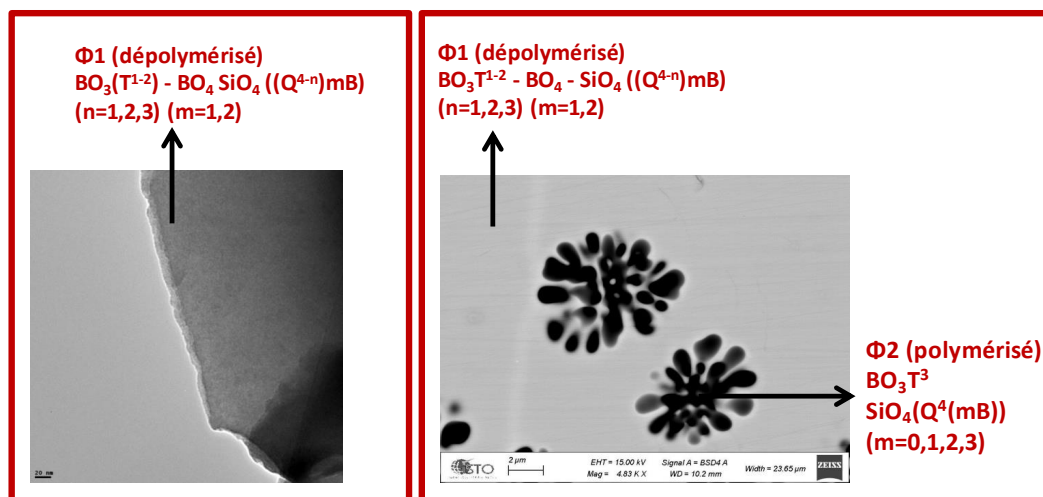 Φ1 (dépolymérisé)
BO₃(T¹⁻²) - BO₄ SiO₄ ((Q⁴⁻ⁿ)mB)
(n=1,2,3) (m=1,2)
20 nm
Φ1 (dépolymérisé)
BO₃T¹⁻² - BO₄ - SiO₄ ((Q⁴⁻ⁿ)mB)
(n=1,2,3) (m=1,2)
Φ2 (polymérisé)
BO₃T³
SiO₄(Q⁴(mB))
(m=0,1,2,3)
2 µm
EHT = 15.00 kV
Signal A = BSD4 A
Width = 23.65 µm
ZEISS
Mag = 4.83 K X
WD = 10.2 mm